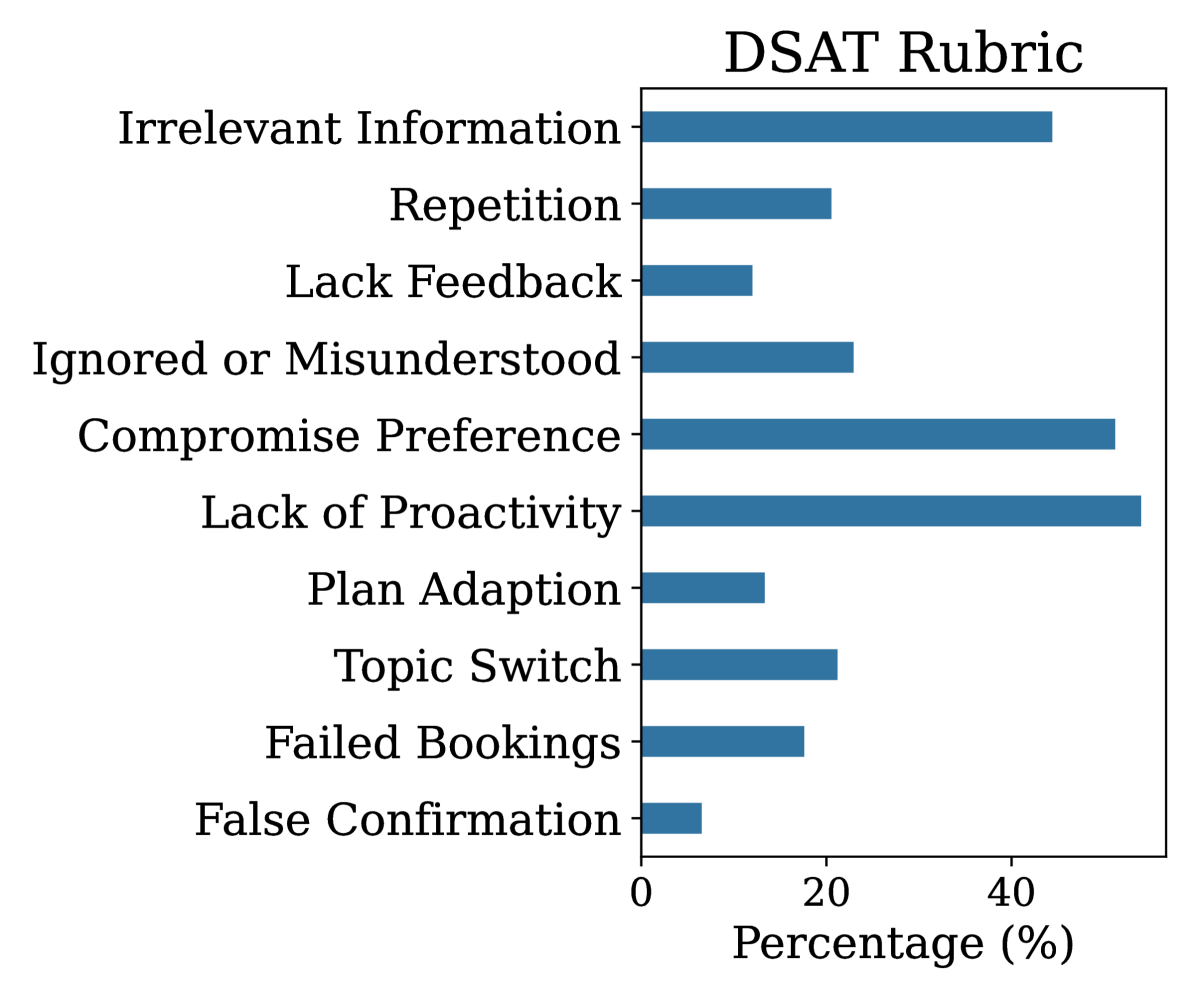 DSAT Rubric
Irrelevant Information
Repetition
Lack Feedback
Ignored or Misunderstood
Compromise Preference
Lack of Proactivity
Plan Adaption
Topic Switch
Failed Bookings
False Confirmation
0 20 40
Percentage (%)